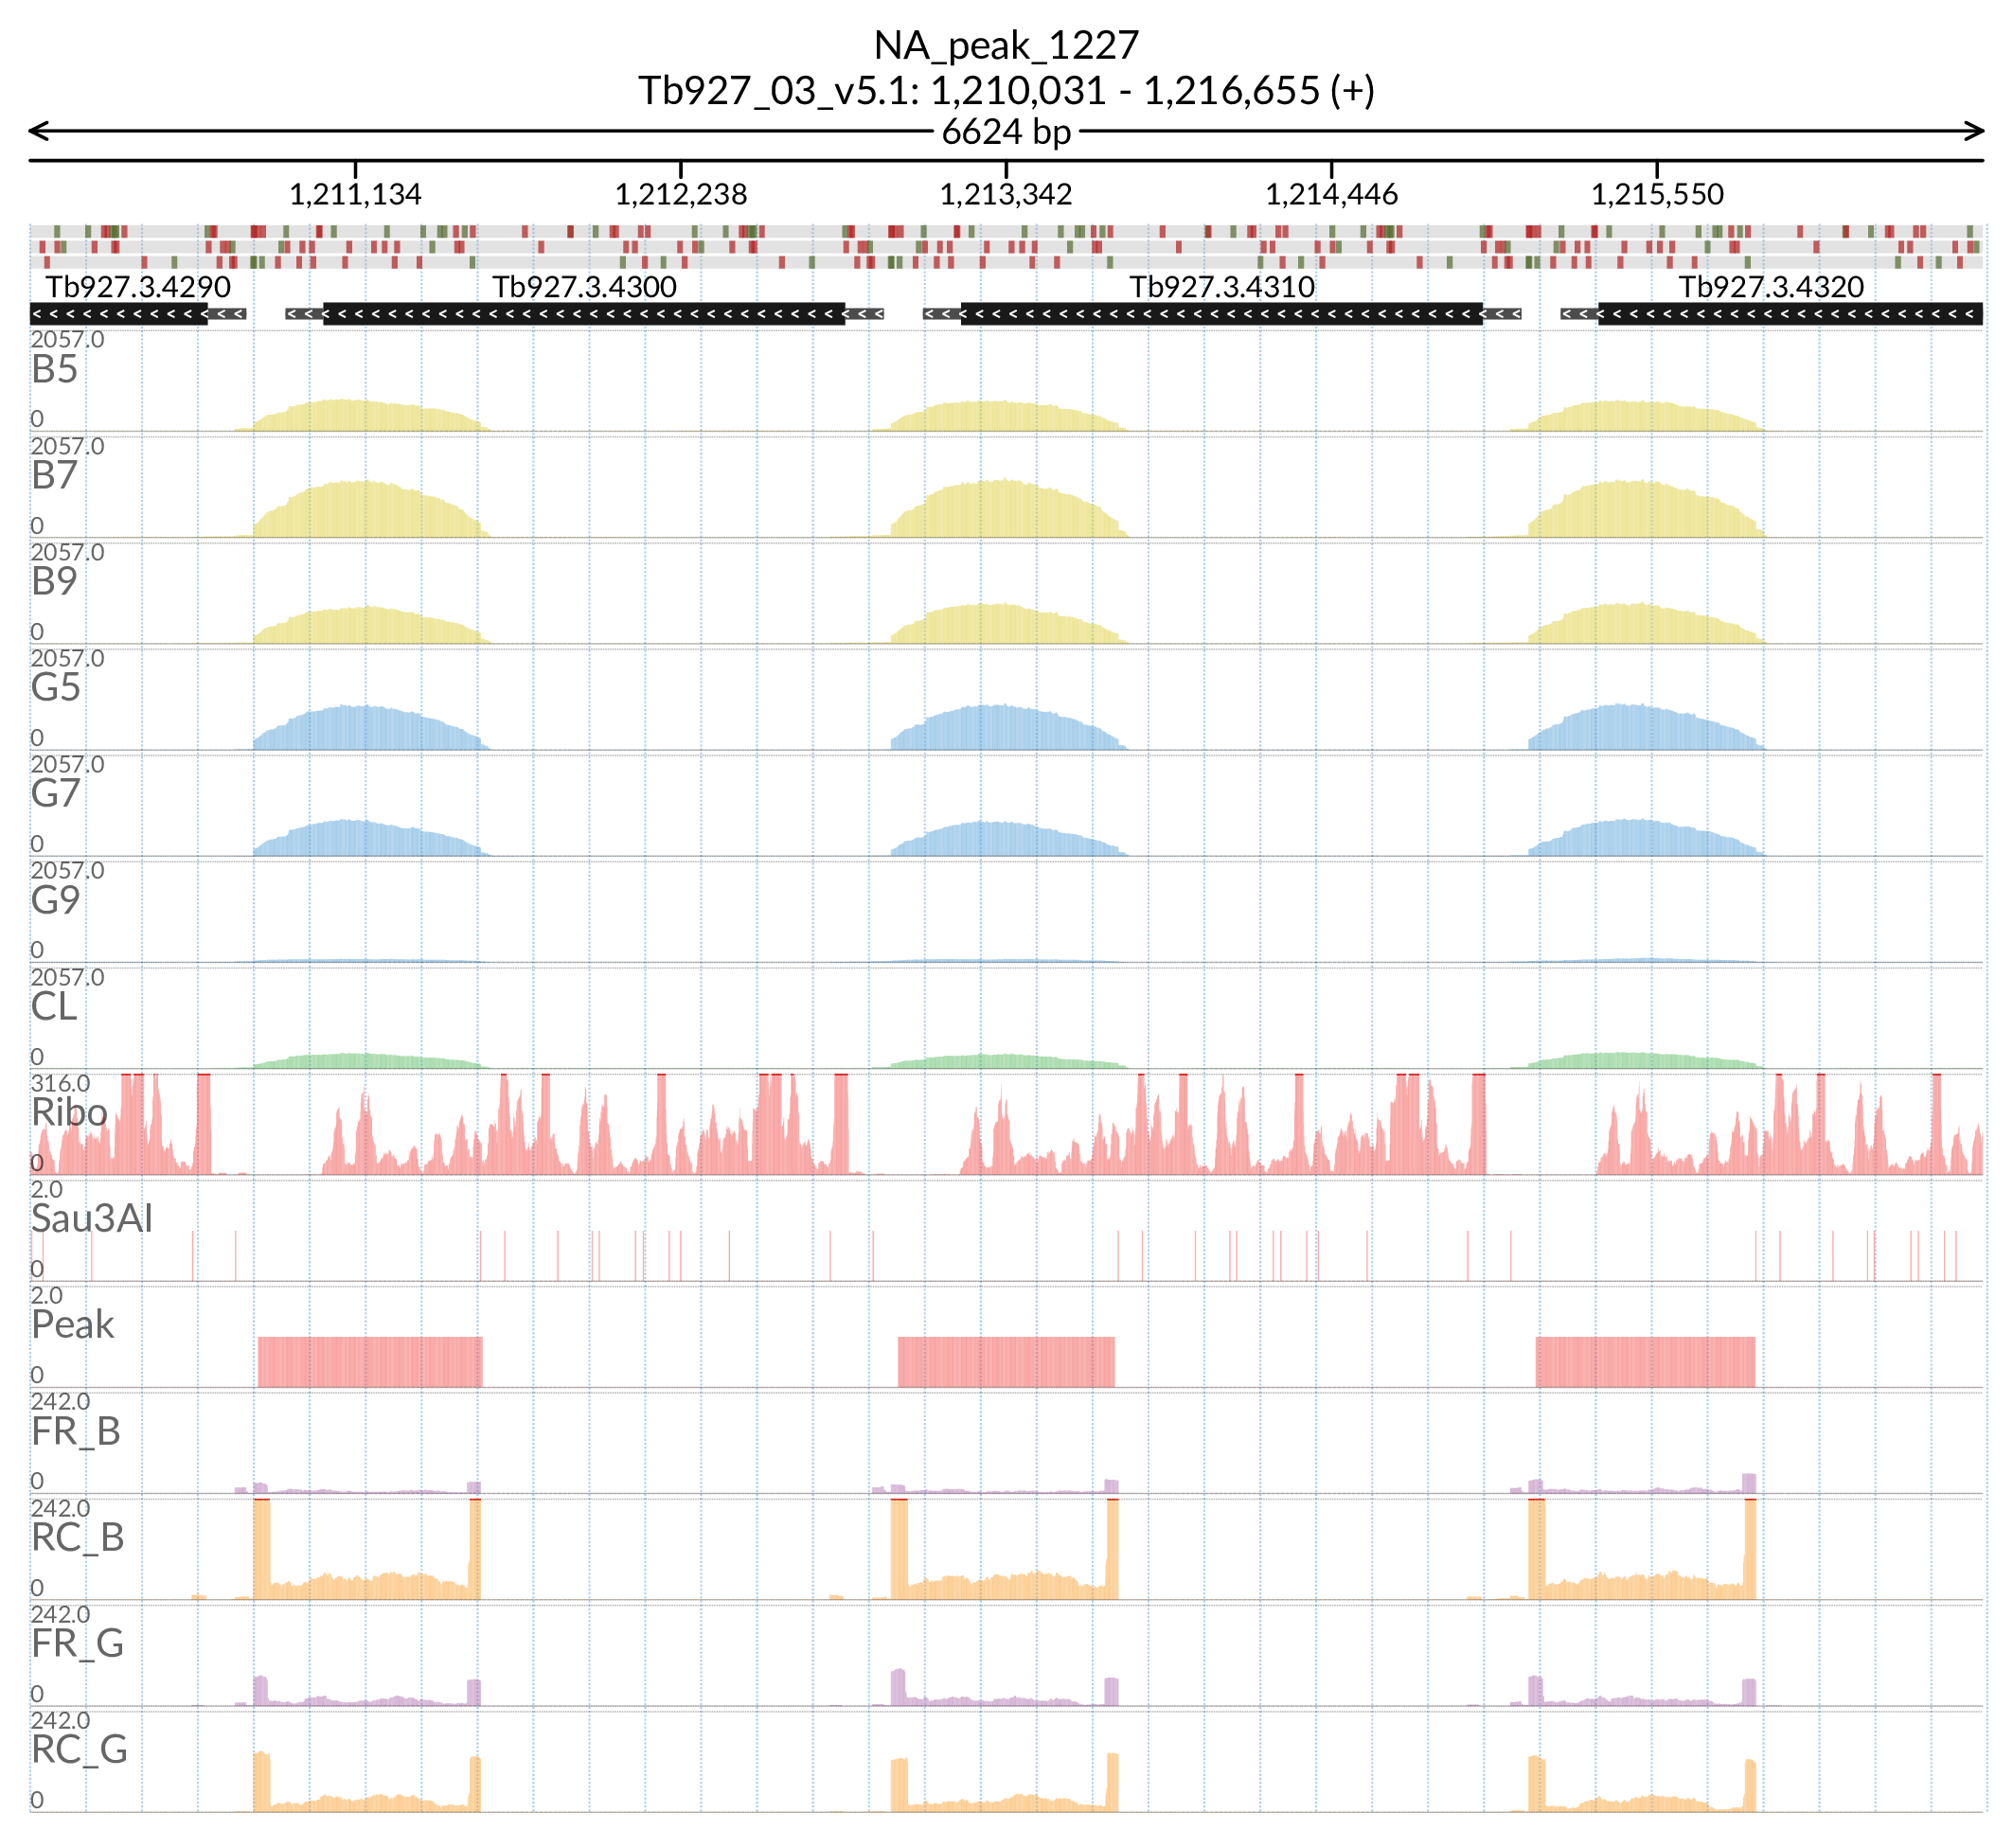 NA_peak_1227
Tb927_03_v5.1: 1,210,031 - 1,216,655 (+)
6624 bp
1,211,134 1,212,238 1,213,342 1,214,446 1,215,550
Tb927.3.4290 Tb927.3.4300 Tb927.3.4310 Tb927.3.4320
2057.0
B5
0
2057.0
B7
0
2057.0
B9
0
2057.0
G5
0
2057.0
G7
0
2057.0
G9
0
2057.0
CL
0
316.0
Ribo
0
2.0
Sau3AI
0
2.0
Peak
0
242.0
FR_B
0
242.0
RC_B
0
242.0
FR_G
0
242.0
RC_G
0